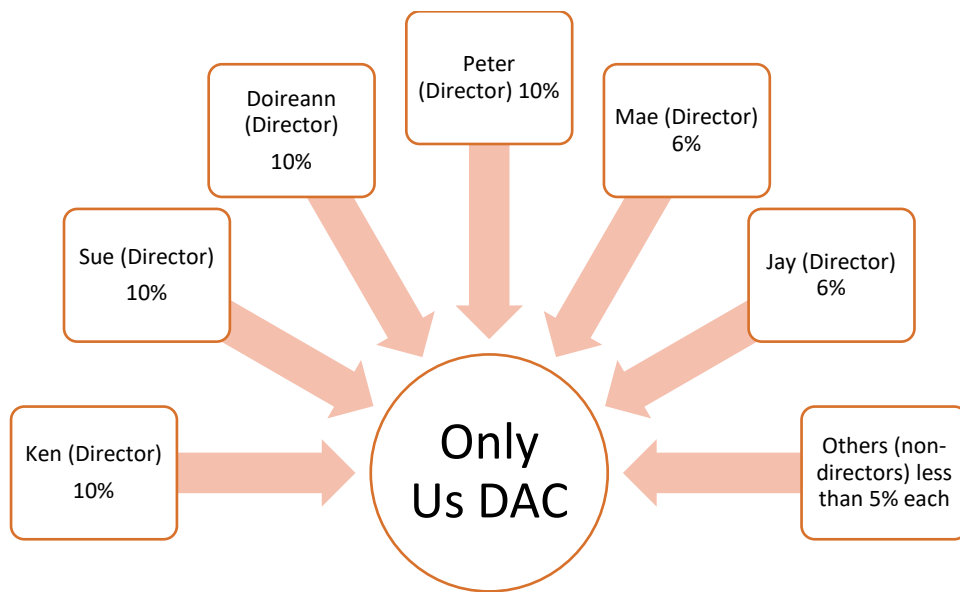 Peter
(Director) 10%
Doireann
(Director)
10%
Mae (Director)
6%
Sue (Director)
10%
Jay (Director)
6%
Ken (Director)
10%
Only
Us DAC
Others (non-
directors) less
than 5% each